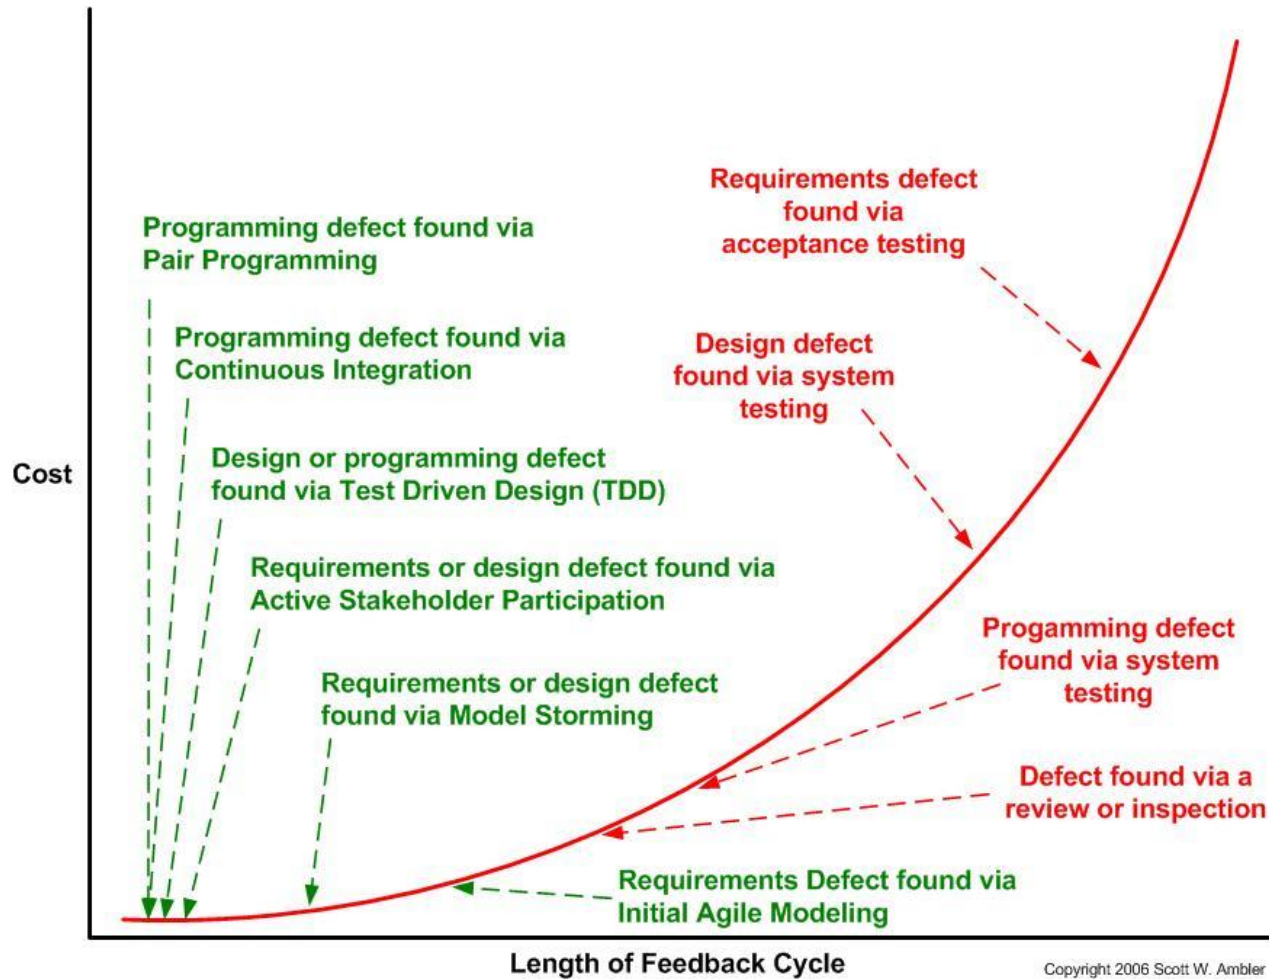 Requirements defect
found via
acceptance testing
Programming defect found via
Pair Programming
Programming defect found via
Continuous Integration
Design defect
found via system
testing
Cost
Design or programming defect
found via Test Driven Design (TDD)
Requirements or design defect found via
Active Stakeholder Participation
Progamming defect
found via system
testing
Requirements or design defect
found via Model Storming
Defect found via a
review or inspection
Requirements Defect found via
Initial Agile Modeling
Length of Feedback Cycle
Copyright 2006 Scott W. Ambler